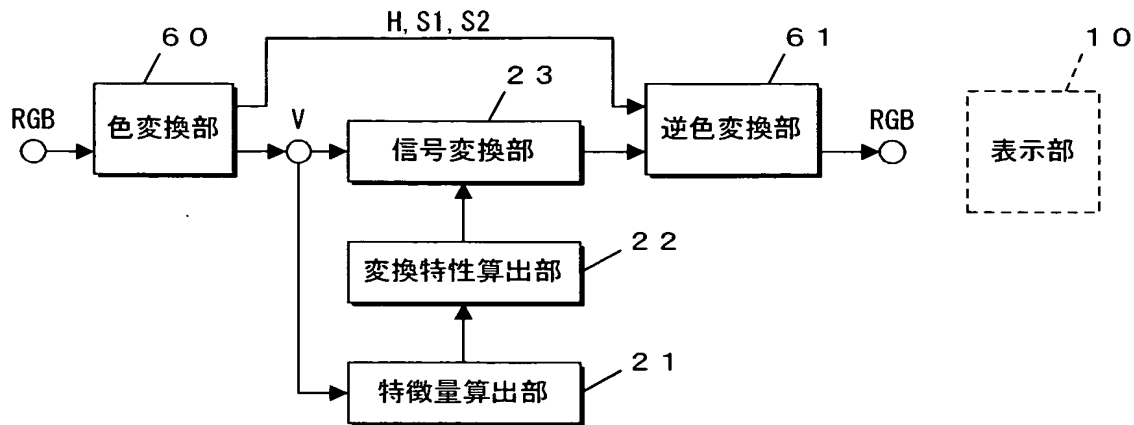 ６０
H, S1, S2
６１
１０
２３
RGB
色変換部
V
信号変換部
逆色変換部
RGB
表示部
２２
変換特性算出部
２１
特徴量算出部